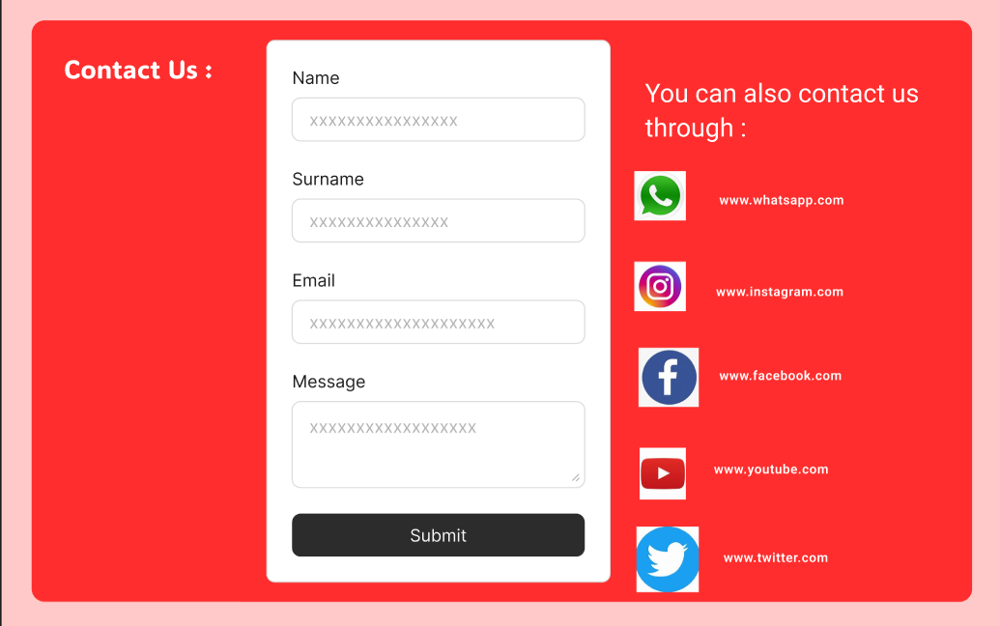 Contact Us :
Name
xxxxxxxxxxxxxxxx
Surname
xxxxxxxxxxxxxxx
Email
xxxxxxxxxxxxxxxxxxxx
Message
xxxxxxxxxxxxxxxxxx
Submit
You can also contact us
through :
www.whatsapp.com
www.instagram.com
www.facebook.com
www.youtube.com
www.twitter.com